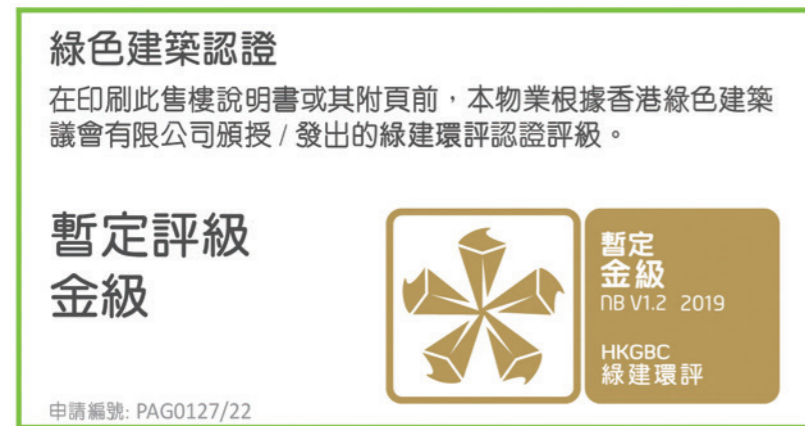 綠色建築認證
在印刷此售樓說明書或其附頁前，本物業根據香港綠色建築
議會有限公司頒授 / 發出的綠建環評認證評級。
暫定評級
金級
暫定
金級
NB V1.2 2019
HKGBC
綠建環評
申請編號: PAG0127/22